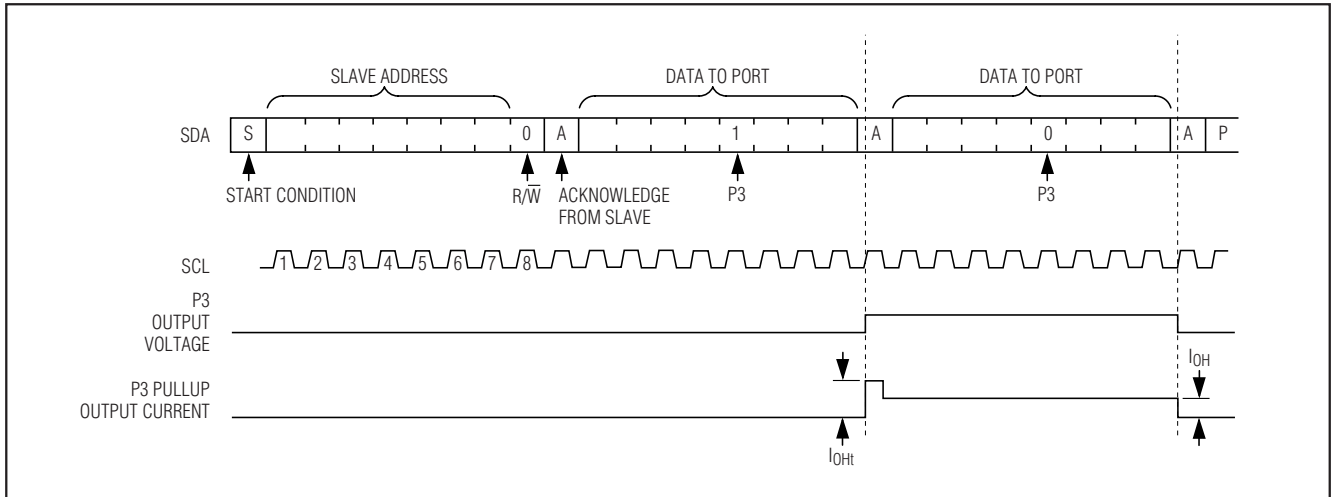 SLAVE ADDRESS DATA TO PORT DATA TO PORT
SDA S 0 A 1 A 0 A P
START CONDITION R/W̅ ACKNOWLEDGE
FROM SLAVE P3 P3
SCL 1 2 3 4 5 6 7 8
P3
OUTPUT
VOLTAGE
IOH
P3 PULLUP
OUTPUT CURRENT
IOHt